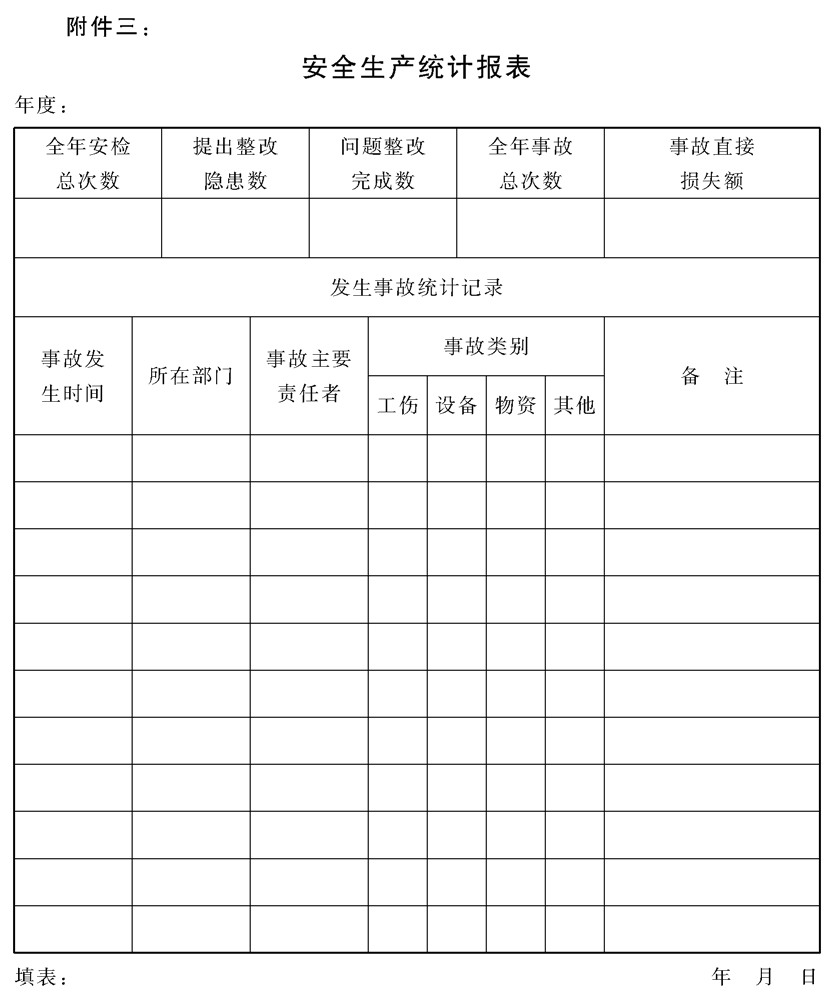 附件三：
安全生产统计报表
年度：
全年安检 提出整改 问题整改 全年事故 事故直接
总次数 隐患数 完成数 总次数 损失额
发生事故统计记录
事故类别
事故发 所在部门 事故主要 备 注
生时间 责任者
工伤 设备 物资 其他
填表： 年 月 日